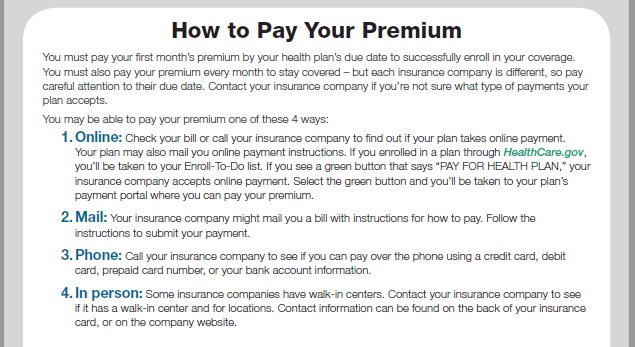 How to Pay Your Premium
You must pay your first month's premium by your health plan's due date to successfully enroll in your coverage.
You must also pay your premium every month to stay covered – but each insurance company is different, so pay
careful attention to their due date. Contact your insurance company if you're not sure what type of payments your
plan accepts.
You may be able to pay your premium one of these 4 ways:
1. Online: Check your bill or call your insurance company to find out if your plan takes online payment.
Your plan may also mail you online payment instructions. If you enrolled in a plan through HealthCare.gov,
you'll be taken to your Enroll-To-Do list. If you see a green button that says “PAY FOR HEALTH PLAN,” your
insurance company accepts online payment. Select the green button and you'll be taken to your plan's
payment portal where you can pay your premium.
2. Mail: Your insurance company might mail you a bill with instructions for how to pay. Follow the
instructions to submit your payment.
3. Phone: Call your insurance company to see if you can pay over the phone using a credit card, debit
card, prepaid card number, or your bank account information.
4. In person: Some insurance companies have walk-in centers. Contact your insurance company to see
if it has a walk-in center and for locations. Contact information can be found on the back of your insurance
card, or on the company website.